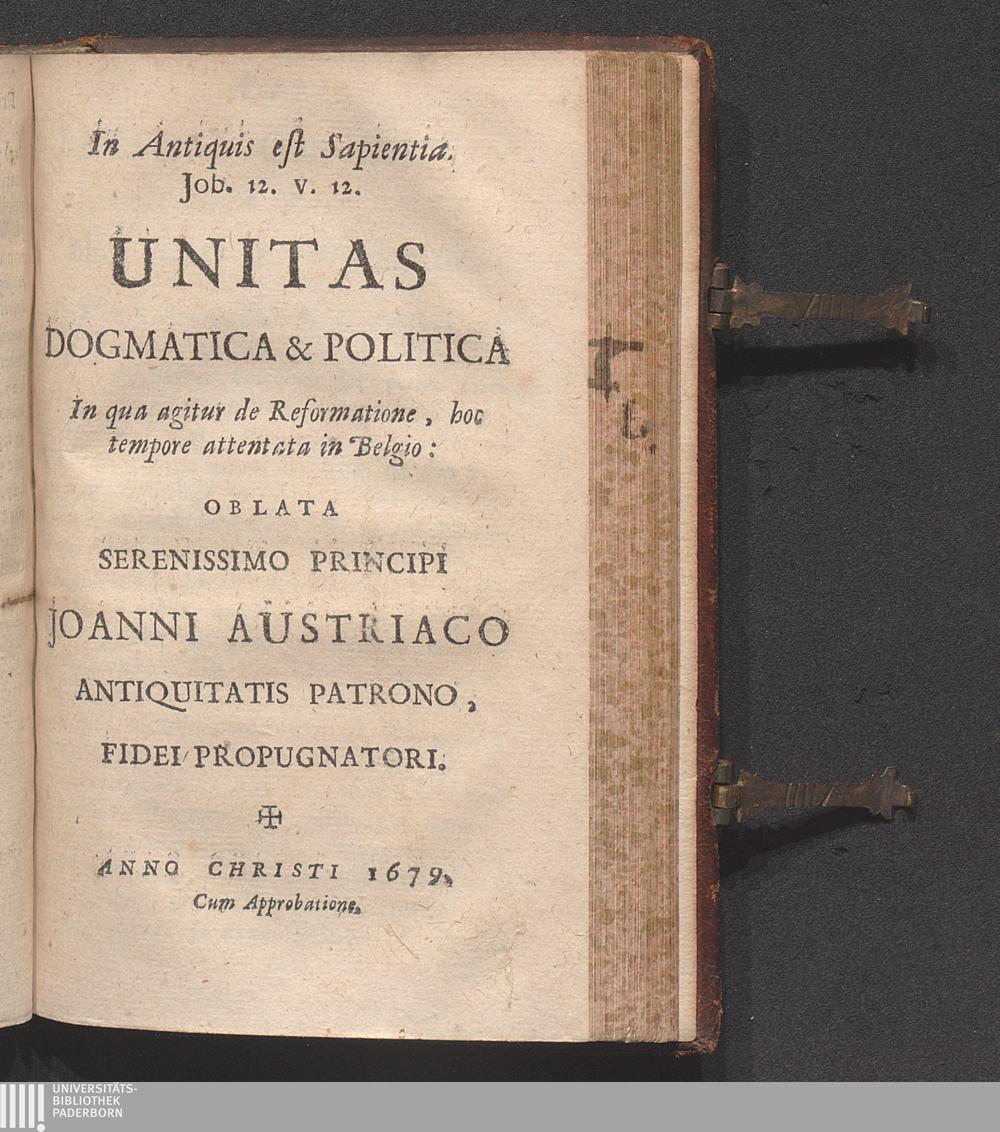 In Antiquis eſt Sapientia.
Job. 12. v. 12.
UNITAS
DOGMATICA & POLITICA
In qua agitur de Reformatione, hoc
tempore attentata in Belgio:
OBLATA
SERENISSIMO PRINCIPI
JOANNI AUSTRIACO
ANTIQUITATIS PATRONO,
FIDEI PROPUGNATORI.
ANNO CHRISTI 1679.
Cum Approbatione.
UNIVERSITÄTS-
BIBLIOTHEK
PADERBORN